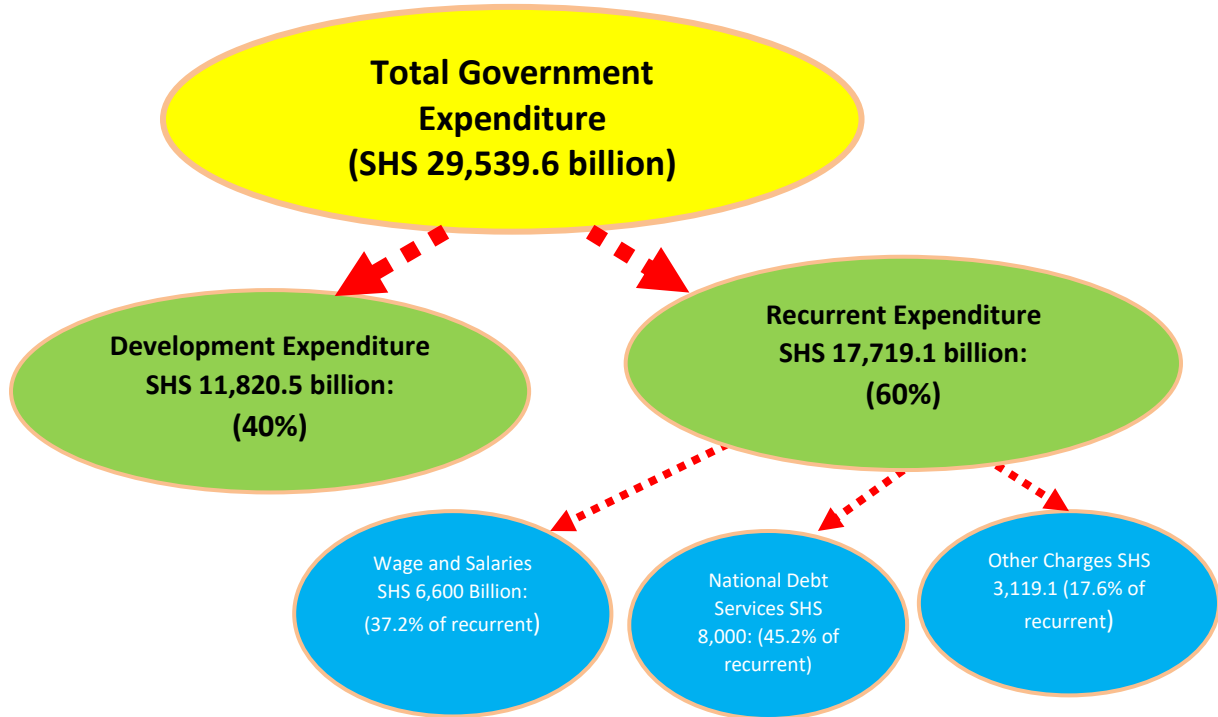 Total Government
Expenditure
(SHS 29,539.6 billion)
Development Expenditure
SHS 11,820.5 billion:
(40%)
Recurrent Expenditure
SHS 17,719.1 billion:
(60%)
Wage and Salaries
SHS 6,600 Billion:
(37.2% of recurrent)
National Debt
Services SHS
8,000: (45.2% of
recurrent)
Other Charges SHS
3,119.1 (17.6% of
recurrent)